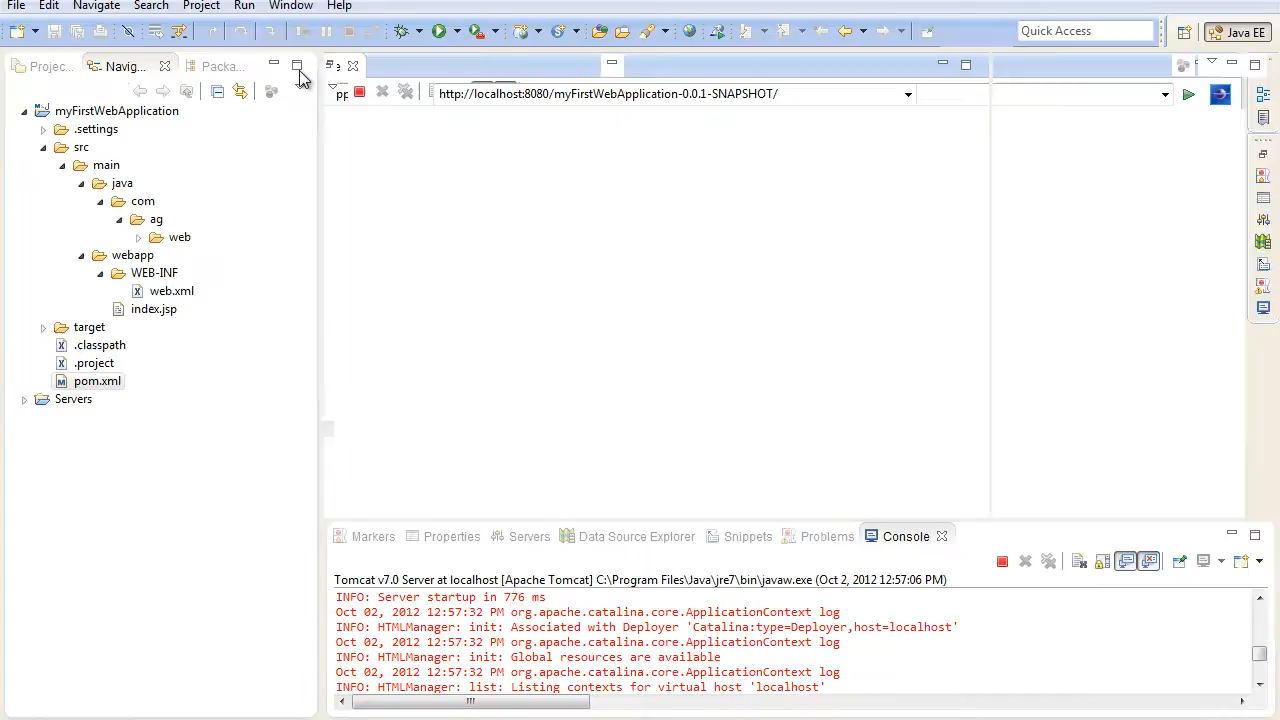 File Edit Navigate Search Project Run Window Help
Quick Access
Java EE
Projec...
Navig...
Packa...
http://localhost:8080/myFirstWebApplication-0.0.1-SNAPSHOT/
myFirstWebApplication
.settings
src
main
java
com
ag
web
webapp
WEB-INF
web.xml
index.jsp
target
.classpath
.project
pom.xml
Servers
Markers Properties Servers Data Source Explorer Snippets Problems Console
Tomcat v7.0 Server at localhost [Apache Tomcat] C:\Program Files\Java\jre7\bin\javaw.exe (Oct 2, 2012 12:57:06 PM)
INFO: Server startup in 776 ms
Oct 02, 2012 12:57:32 PM org.apache.catalina.core.ApplicationContext log
INFO: HTMLManager: init: Associated with Deployer 'Catalina:type=Deployer,host=localhost'
Oct 02, 2012 12:57:32 PM org.apache.catalina.core.ApplicationContext log
INFO: HTMLManager: init: Global resources are available
Oct 02, 2012 12:57:32 PM org.apache.catalina.core.ApplicationContext log
INFO: HTMLManager: list: Listing contexts for virtual host 'localhost'